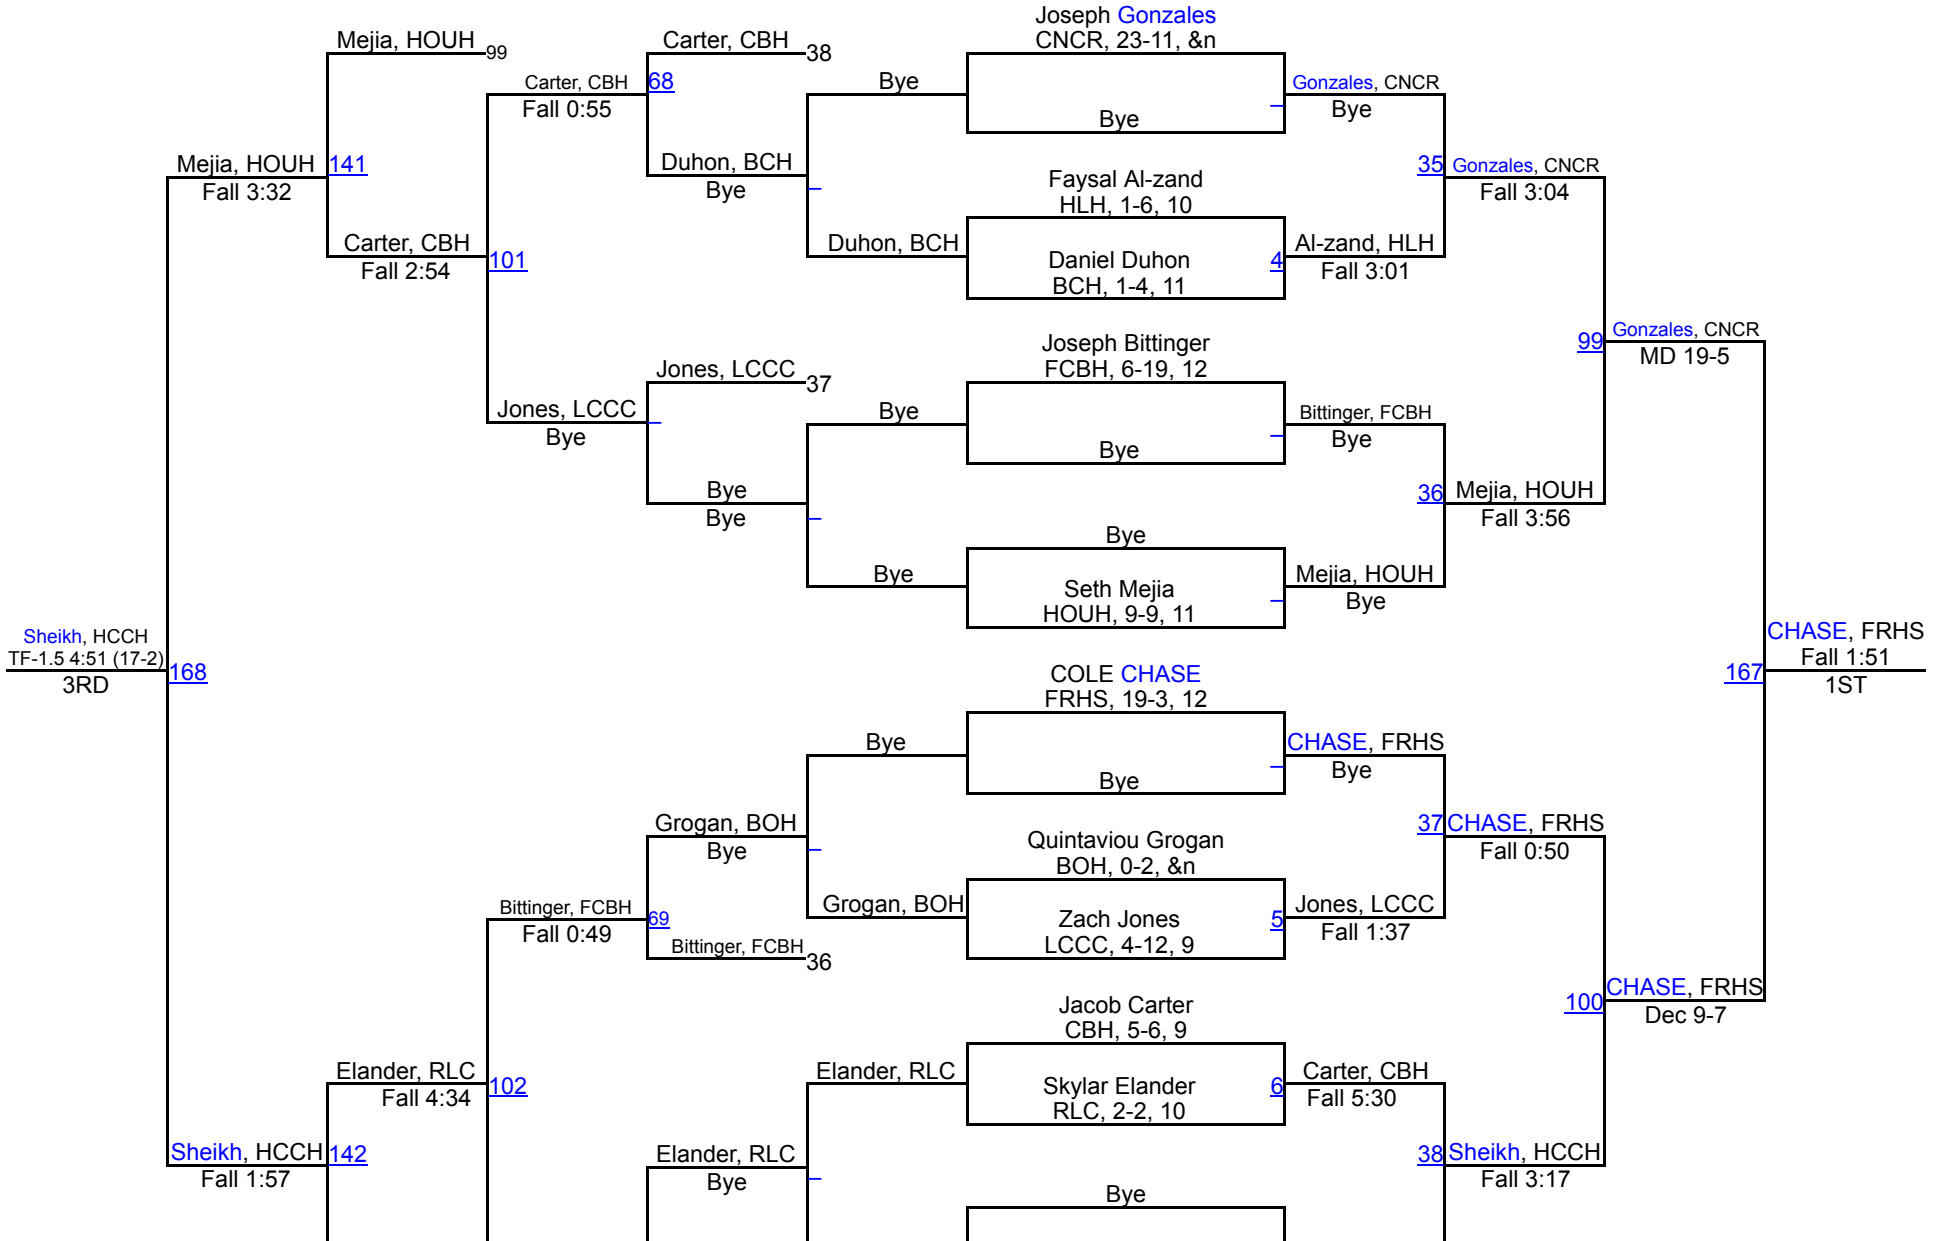 Joseph Gonzales
CNCR, 23-11, &n
Mejia, HOUH
99
Carter, CBH
38
Carter, CBH
68
Fall 0:55
Bye
Bye
Gonzales, CNCR
Bye
Mejia, HOUH
141
Fall 3:32
Duhon, BCH
Bye
Faysal Al-zand
HLH, 1-6, 10
35
Gonzales, CNCR
Fall 3:04
Carter, CBH
Fall 2:54
101
Duhon, BCH
Daniel Duhon
BCH, 1-4, 11
4
Al-zand, HLH
Fall 3:01
Joseph Bittinger
FCBH, 6-19, 12
99
Gonzales, CNCR
MD 19-5
Jones, LCCC
37
Jones, LCCC
Bye
Bye
Bye
Bittinger, FCBH
Bye
Bye
Bye
36
Mejia, HOUH
Fall 3:56
Bye
Bye
Seth Mejia
HOUH, 9-9, 11
Mejia, HOUH
Bye
Sheikh, HCCH
TF-1.5 4:51 (17-2)
3RD
168
COLE CHASE
FRHS, 19-3, 12
167
CHASE, FRHS
Fall 1:51
1ST
Bye
Bye
CHASE, FRHS
Bye
Grogan, BOH
Bye
Quintaviou Grogan
BOH, 0-2, &n
37
CHASE, FRHS
Fall 0:50
Bittinger, FCBH
Fall 0:49
69
Grogan, BOH
Zach Jones
LCCC, 4-12, 9
5
Jones, LCCC
Fall 1:37
Bittinger, FCBH
36
Jacob Carter
CBH, 5-6, 9
100
CHASE, FRHS
Dec 9-7
Elander, RLC
Fall 4:34
102
Elander, RLC
Skylar Elander
RLC, 2-2, 10
6
Carter, CBH
Fall 5:30
Sheikh, HCCH
Fall 1:57
142
Elander, RLC
Bye
38
Sheikh, HCCH
Fall 3:17
Bye